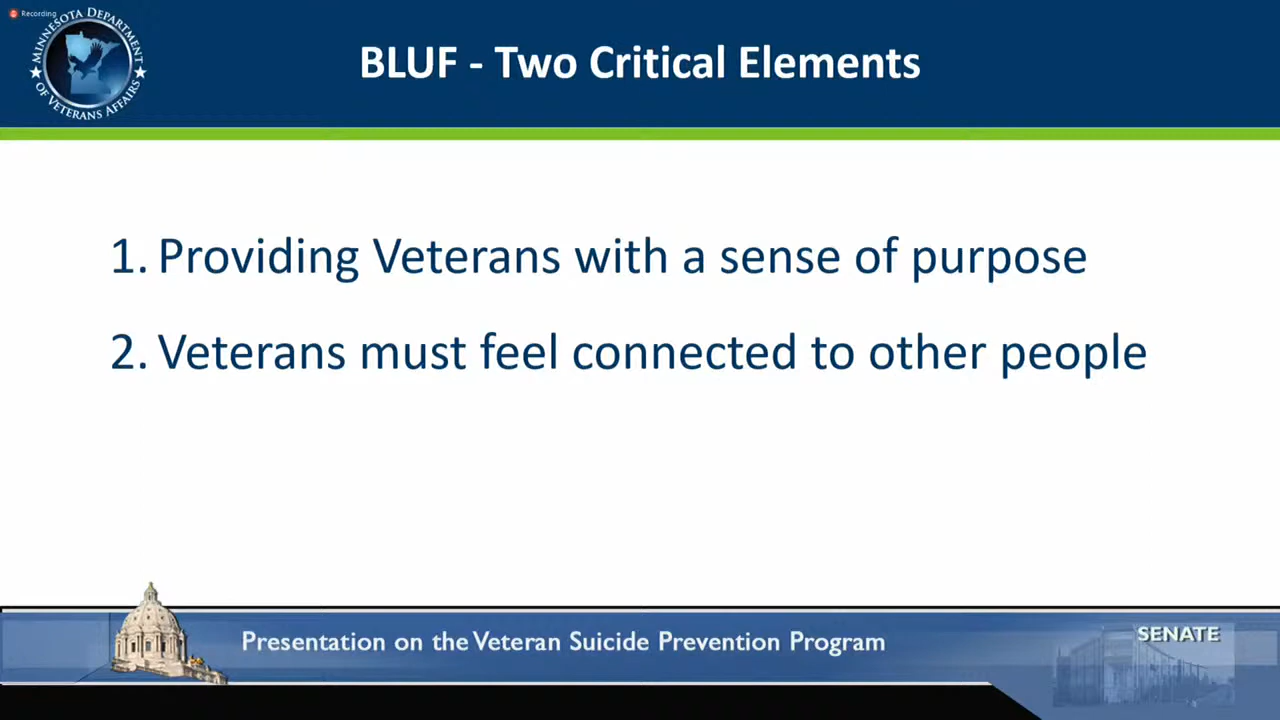 Recording
MINNESOTA DEPARTMENT
OF VETERANS AFFAIRS
BLUF - Two Critical Elements
1. Providing Veterans with a sense of purpose
2. Veterans must feel connected to other people
Presentation on the Veteran Suicide Prevention Program
SENATE